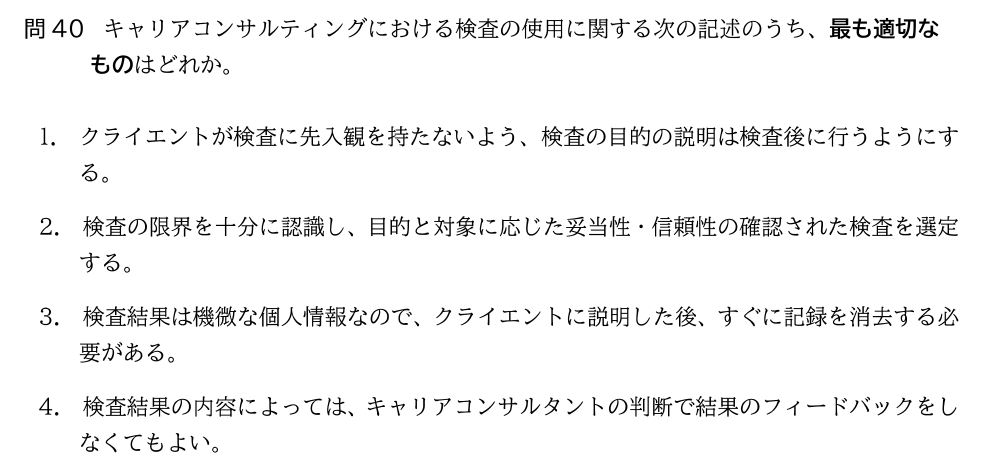 問 40 キャリアコンサルティングにおける検査の使用に関する次の記述のうち、最も適切な
ものはどれか。
1. クライエントが検査に先入観を持たないよう、検査の目的の説明は検査後に行うようにす
る。
2. 検査の限界を十分に認識し、目的と対象に応じた妥当性・信頼性の確認された検査を選定
する。
3. 検査結果は機微な個人情報なので、クライエントに説明した後、すぐに記録を消去する必
要がある。
4. 検査結果の内容によっては、キャリアコンサルタントの判断で結果のフィードバックをし
なくてもよい。